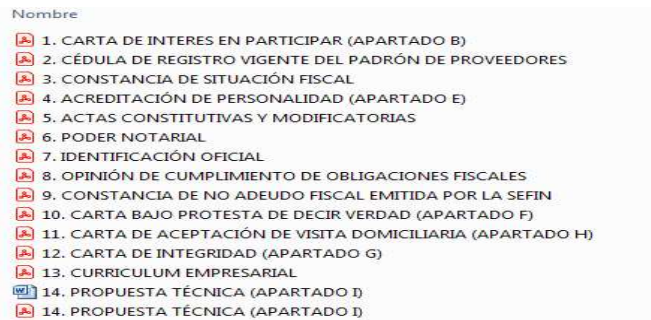 Nombre
1. CARTA DE INTERES EN PARTICIPAR (APARTADO B)
2. CÉDULA DE REGISTRO VIGENTE DEL PADRÓN DE PROVEEDORES
3. CONSTANCIA DE SITUACIÓN FISCAL
4. ACREDITACIÓN DE PERSONALIDAD (APARTADO E)
5. ACTAS CONSTITUTIVAS Y MODIFICATORIAS
6. PODER NOTARIAL
7. IDENTIFICACIÓN OFICIAL
8. OPINIÓN DE CUMPLIMIENTO DE OBLIGACIONES FISCALES
9. CONSTANCIA DE NO ADEUDO FISCAL EMITIDA POR LA SEFIN
10. CARTA BAJO PROTESTA DE DECIR VERDAD (APARTADO F)
11. CARTA DE ACEPTACIÓN DE VISITA DOMICILIARIA (APARTADO H)
12. CARTA DE INTEGRIDAD (APARTADO G)
13. CURRICULUM EMPRESARIAL
14. PROPUESTA TÉCNICA (APARTADO I)
14. PROPUESTA TÉCNICA (APARTADO I)